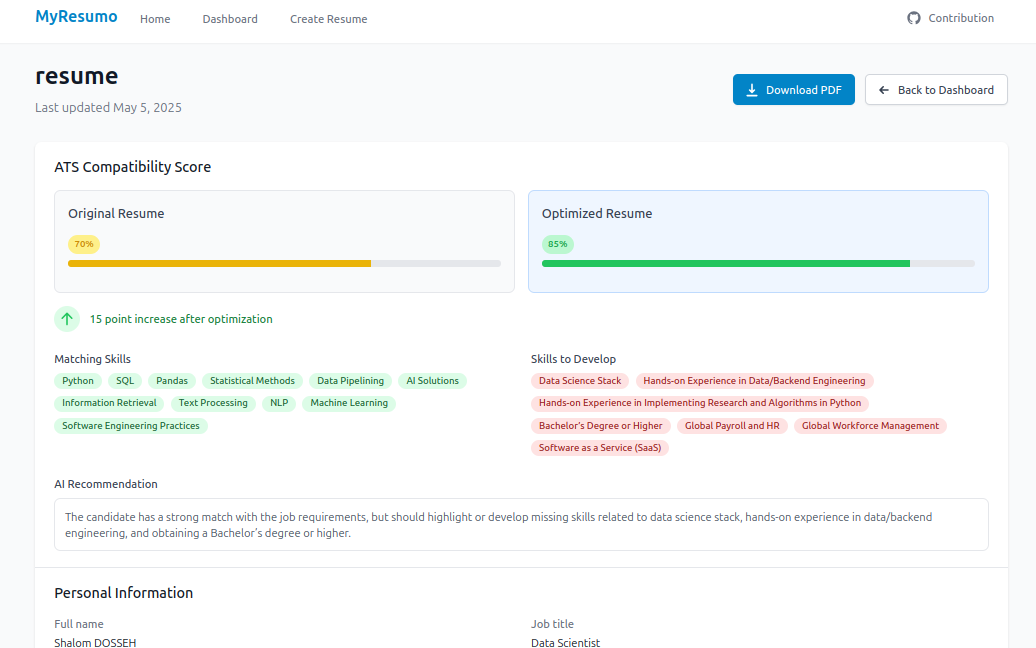 MyResumo Home Dashboard Create Resume Contribution
resume
Last updated May 5, 2025
Download PDF Back to Dashboard
ATS Compatibility Score
Original Resume
70%
Optimized Resume
85%
15 point increase after optimization
Matching Skills
Python SQL Pandas Statistical Methods Data Pipelining AI Solutions
Information Retrieval Text Processing NLP Machine Learning
Software Engineering Practices
Skills to Develop
Data Science Stack Hands-on Experience in Data/Backend Engineering
Hands-on Experience in Implementing Research and Algorithms in Python
Bachelor's Degree or Higher Global Payroll and HR Global Workforce Management
Software as a Service (SaaS)
AI Recommendation
The candidate has a strong match with the job requirements, but should highlight or develop missing skills related to data science stack, hands-on experience in data/backend
engineering, and obtaining a Bachelor's degree or higher.
Personal Information
Full name
Shalom DOSSEH
Job title
Data Scientist